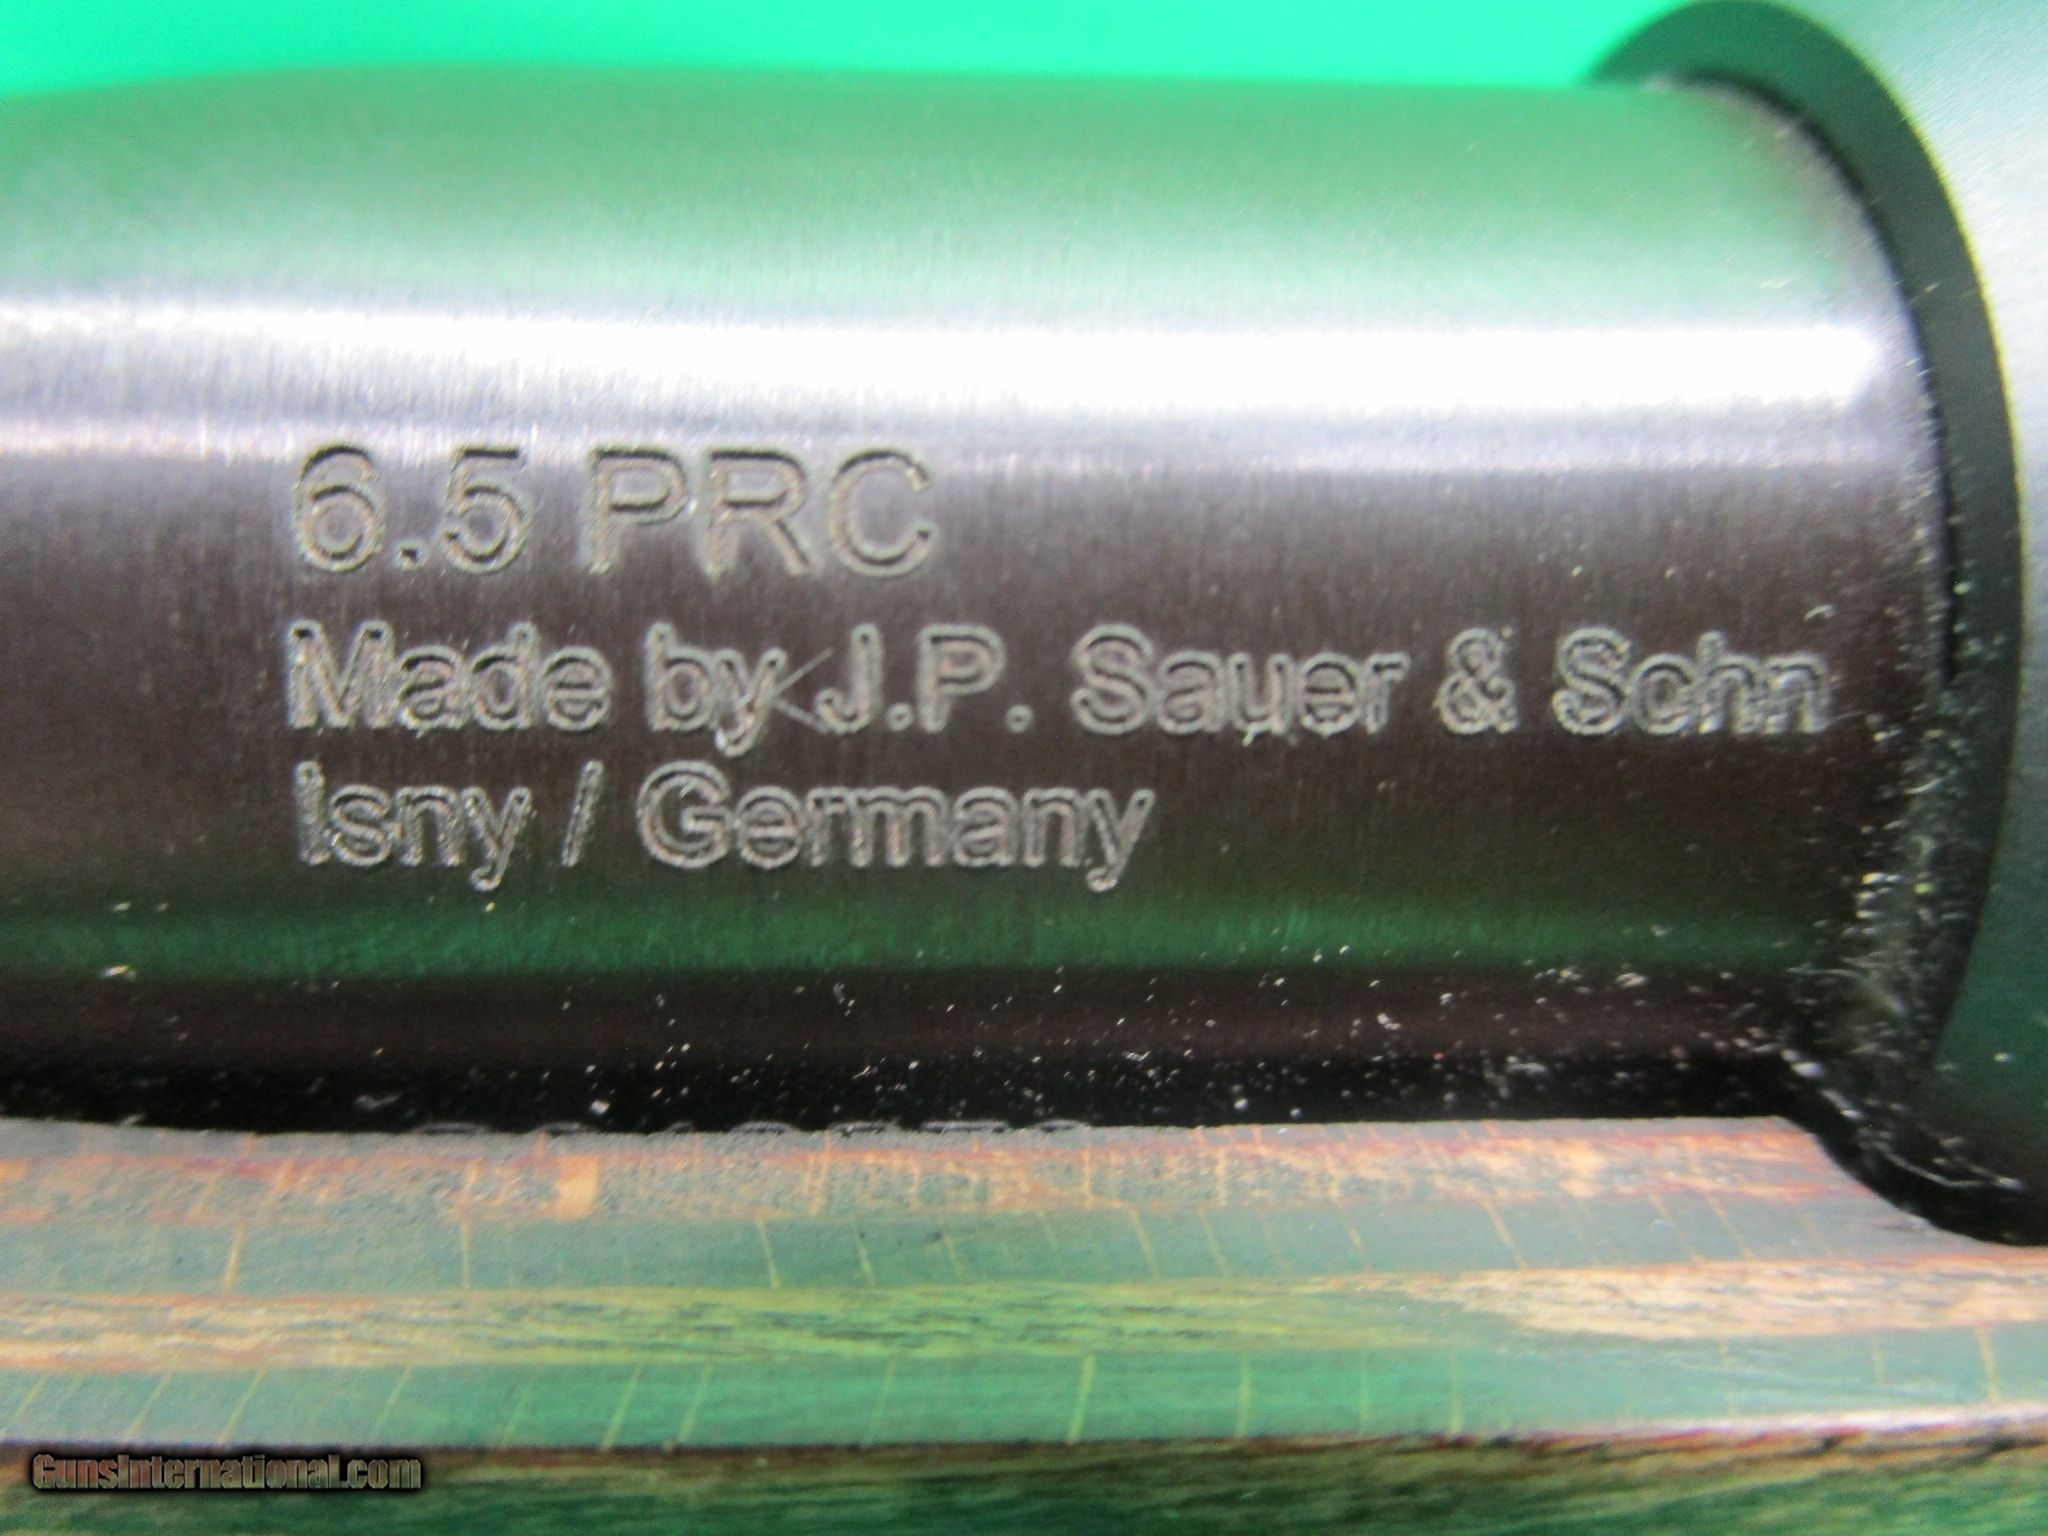 6.5 PRC
Made by J.P. Sauer & Sohn
Isny / Germany
GunsInternational.com